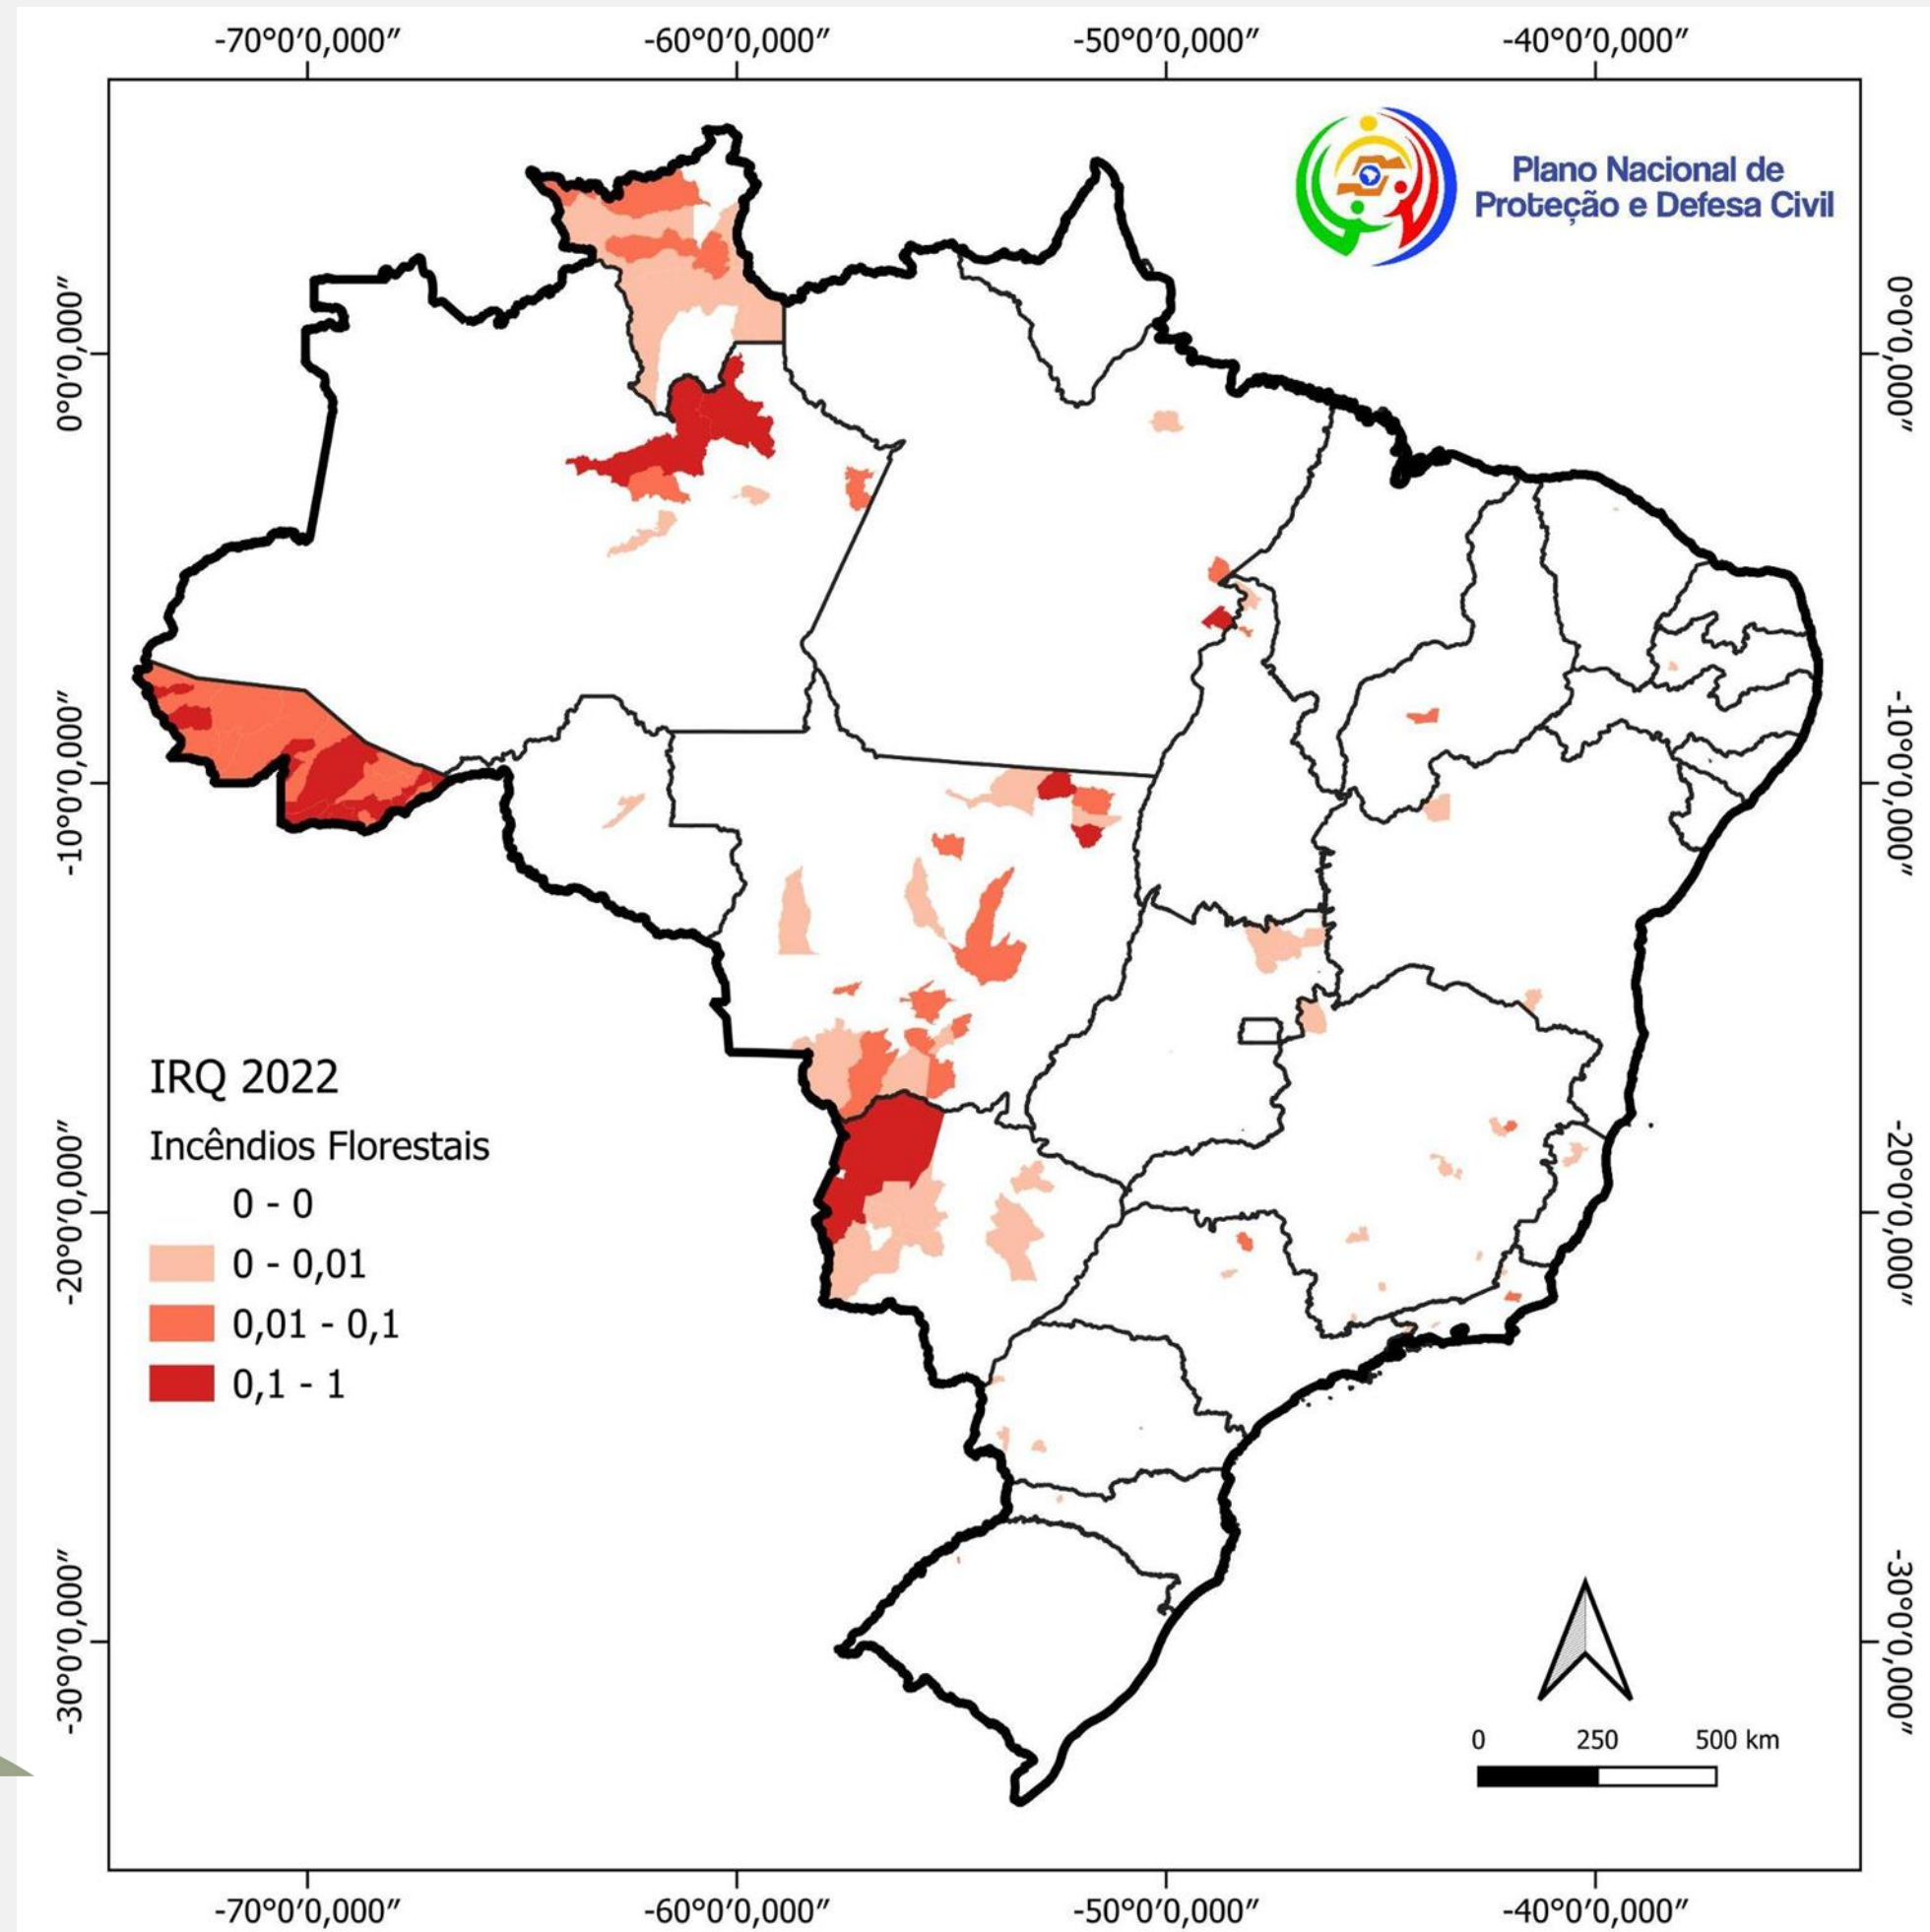 -70°0′0,000″ -60°0′0,000″ -50°0′0,000″ -40°0′0,000″
Plano Nacional de
Proteção e Defesa Civil
0°0′0,000″
0°0′0,000″
-10°0′0,000″
-10°0′0,000″
IRQ 2022
Incêndios Florestais
0 - 0
0 - 0,01
0,01 - 0,1
0,1 - 1
-20°0′0,000″
-20°0′0,000″
-30°0′0,000″
-30°0′0,000″
0 250 500 km
-70°0′0,000″ -60°0′0,000″ -50°0′0,000″ -40°0′0,000″